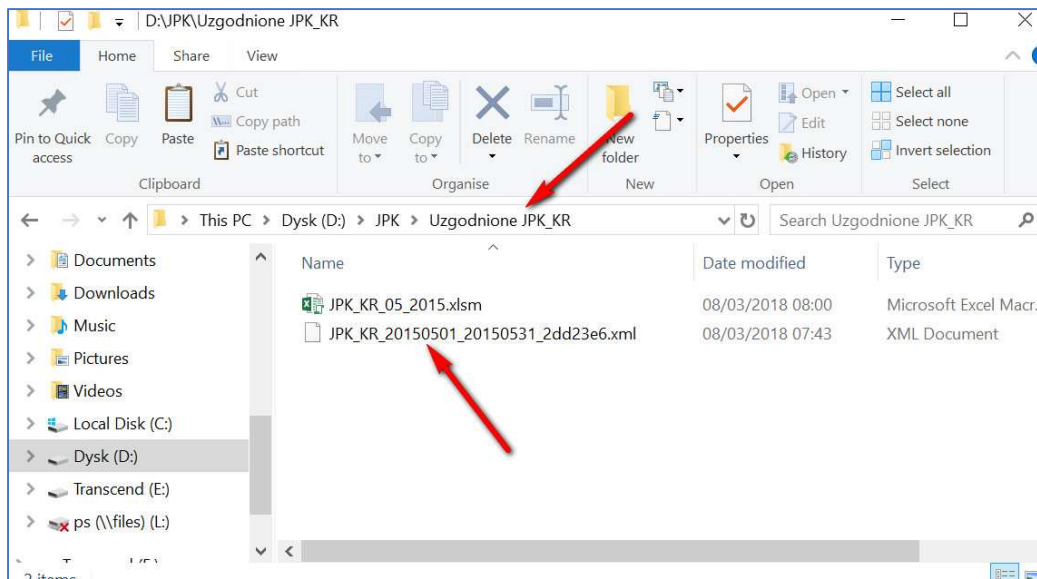 D:\JPK\Uzgodnione JPK_KR
File Home Share View
Pin to Quick access
Copy
Paste
Cut
Copy path
Paste shortcut
Clipboard
Move to
Copy to
Delete
Rename
Organise
New folder
New
Properties
Open
Edit
History
Open
Select all
Select none
Invert selection
Select
This PC > Dysk (D:) > JPK > Uzgodnione JPK_KR
Search Uzgodnione JPK_KR
Documents
Downloads
Music
Pictures
Videos
Local Disk (C:)
Dysk (D:)
Transcend (E:)
ps (\\files) (L:)
Name Date modified Type
JPK_KR_05_2015.xlsm 08/03/2018 08:00 Microsoft Excel Macr.
JPK_KR_20150501_20150531_2dd23e6.xml 08/03/2018 07:43 XML Document
2 items